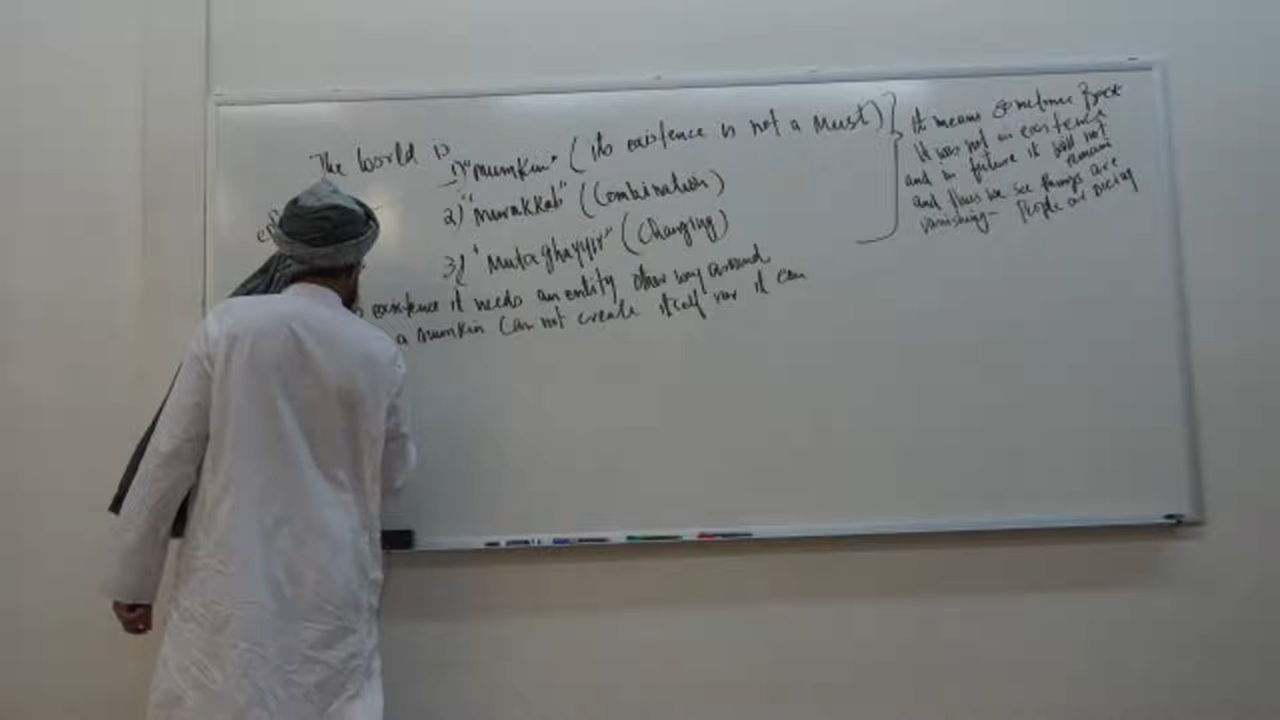 The World is
1) "mumkin" (its existence is not a must)
2) "murakkab" (Combination)
3) "Mutaghayyir" (Changing)
existence it needs an entity other way around
a mumkin can not create itself nor it can
It means sometime Back
It was not in existence
and in future it will not
remain
and thus we see things are
vanishing - People are dieing